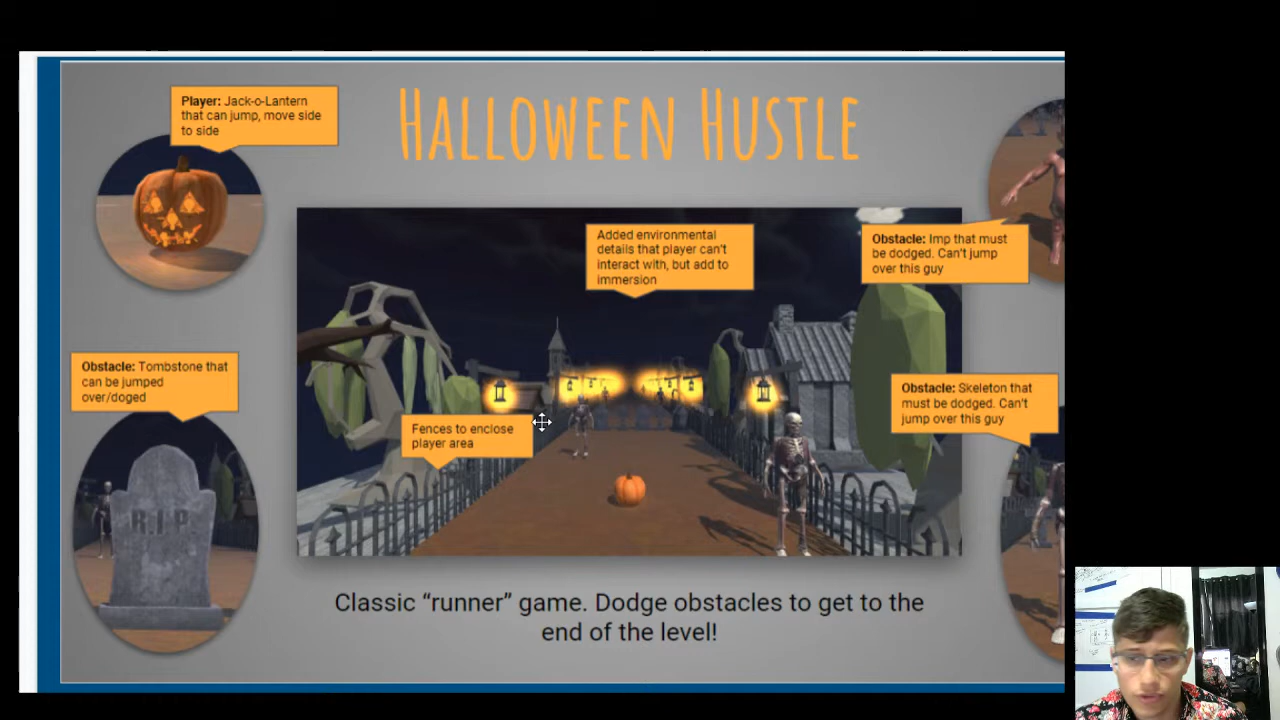 Player: Jack-o-Lantern
that can jump, move side
to side
HALLOWEEN HUSTLE
Added environmental
details that player can't
interact with, but add to
immersion
Obstacle: Imp that must
be dodged. Can't jump
over this guy
Obstacle: Tombstone that
can be jumped
over/doged
Obstacle: Skeleton that
must be dodged. Can't
jump over this guy
Fences to enclose
player area
RIP
Classic “runner” game. Dodge obstacles to get to the
end of the level!